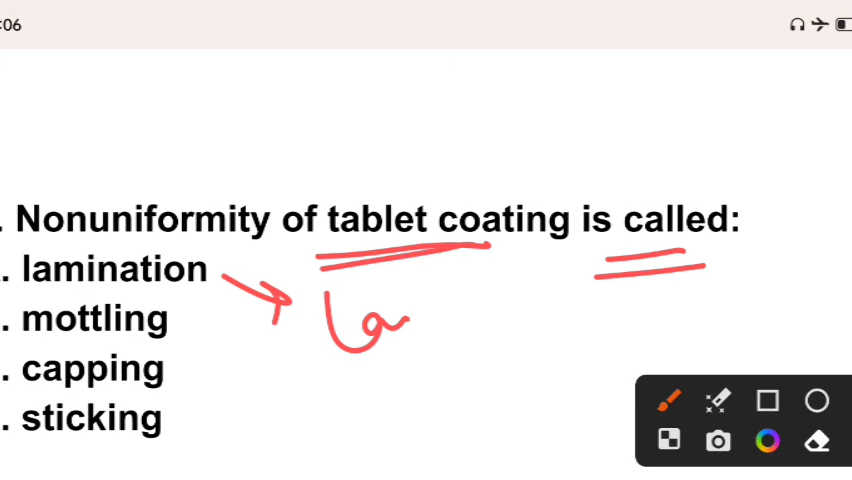 :06
. Nonuniformity of tablet coating is called:
. lamination
. mottling
. capping
. sticking